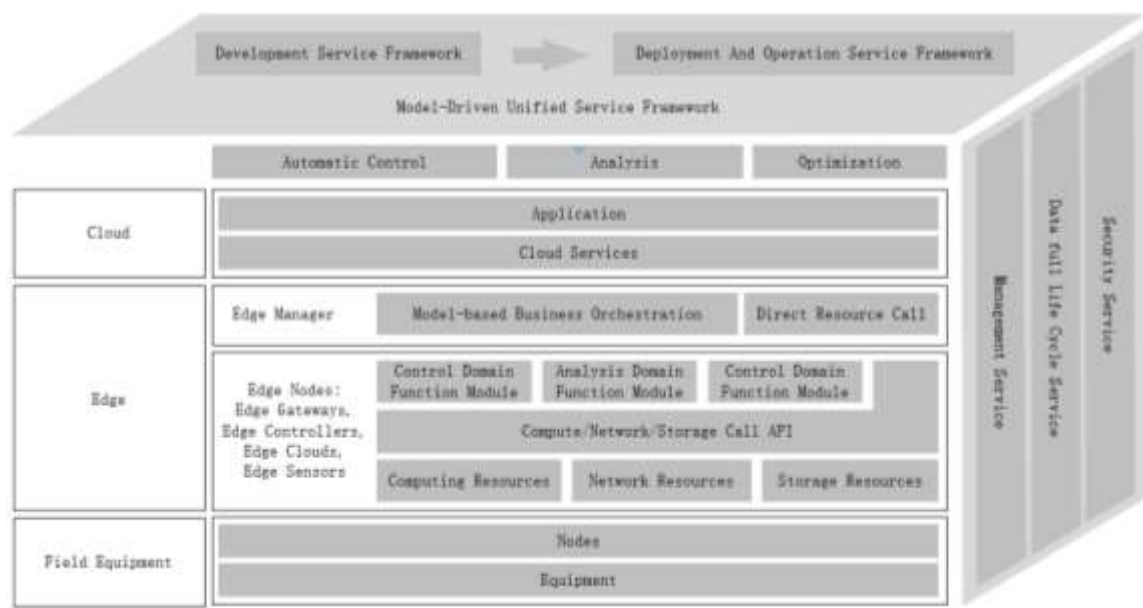 Development Service Framework
Deployment And Operation Service Framework
Model-Driven Unified Service Framework
Automatic Control
Analysis
Optimization
Cloud
Application
Cloud Services
Edge
Edge Manager
Model-based Business Orchestration
Direct Resource Call
Edge Nodes:
Edge Gateways,
Edge Controllers,
Edge Clouds,
Edge Sensors
Control Domain
Function Module
Analysis Domain
Function Module
Control Domain
Function Module
Compute/Network/Storage Call API
Computing Resources
Network Resources
Storage Resources
Field Equipment
Nodes
Equipment
Management Service
Data full Life Cycle Service
Security Service